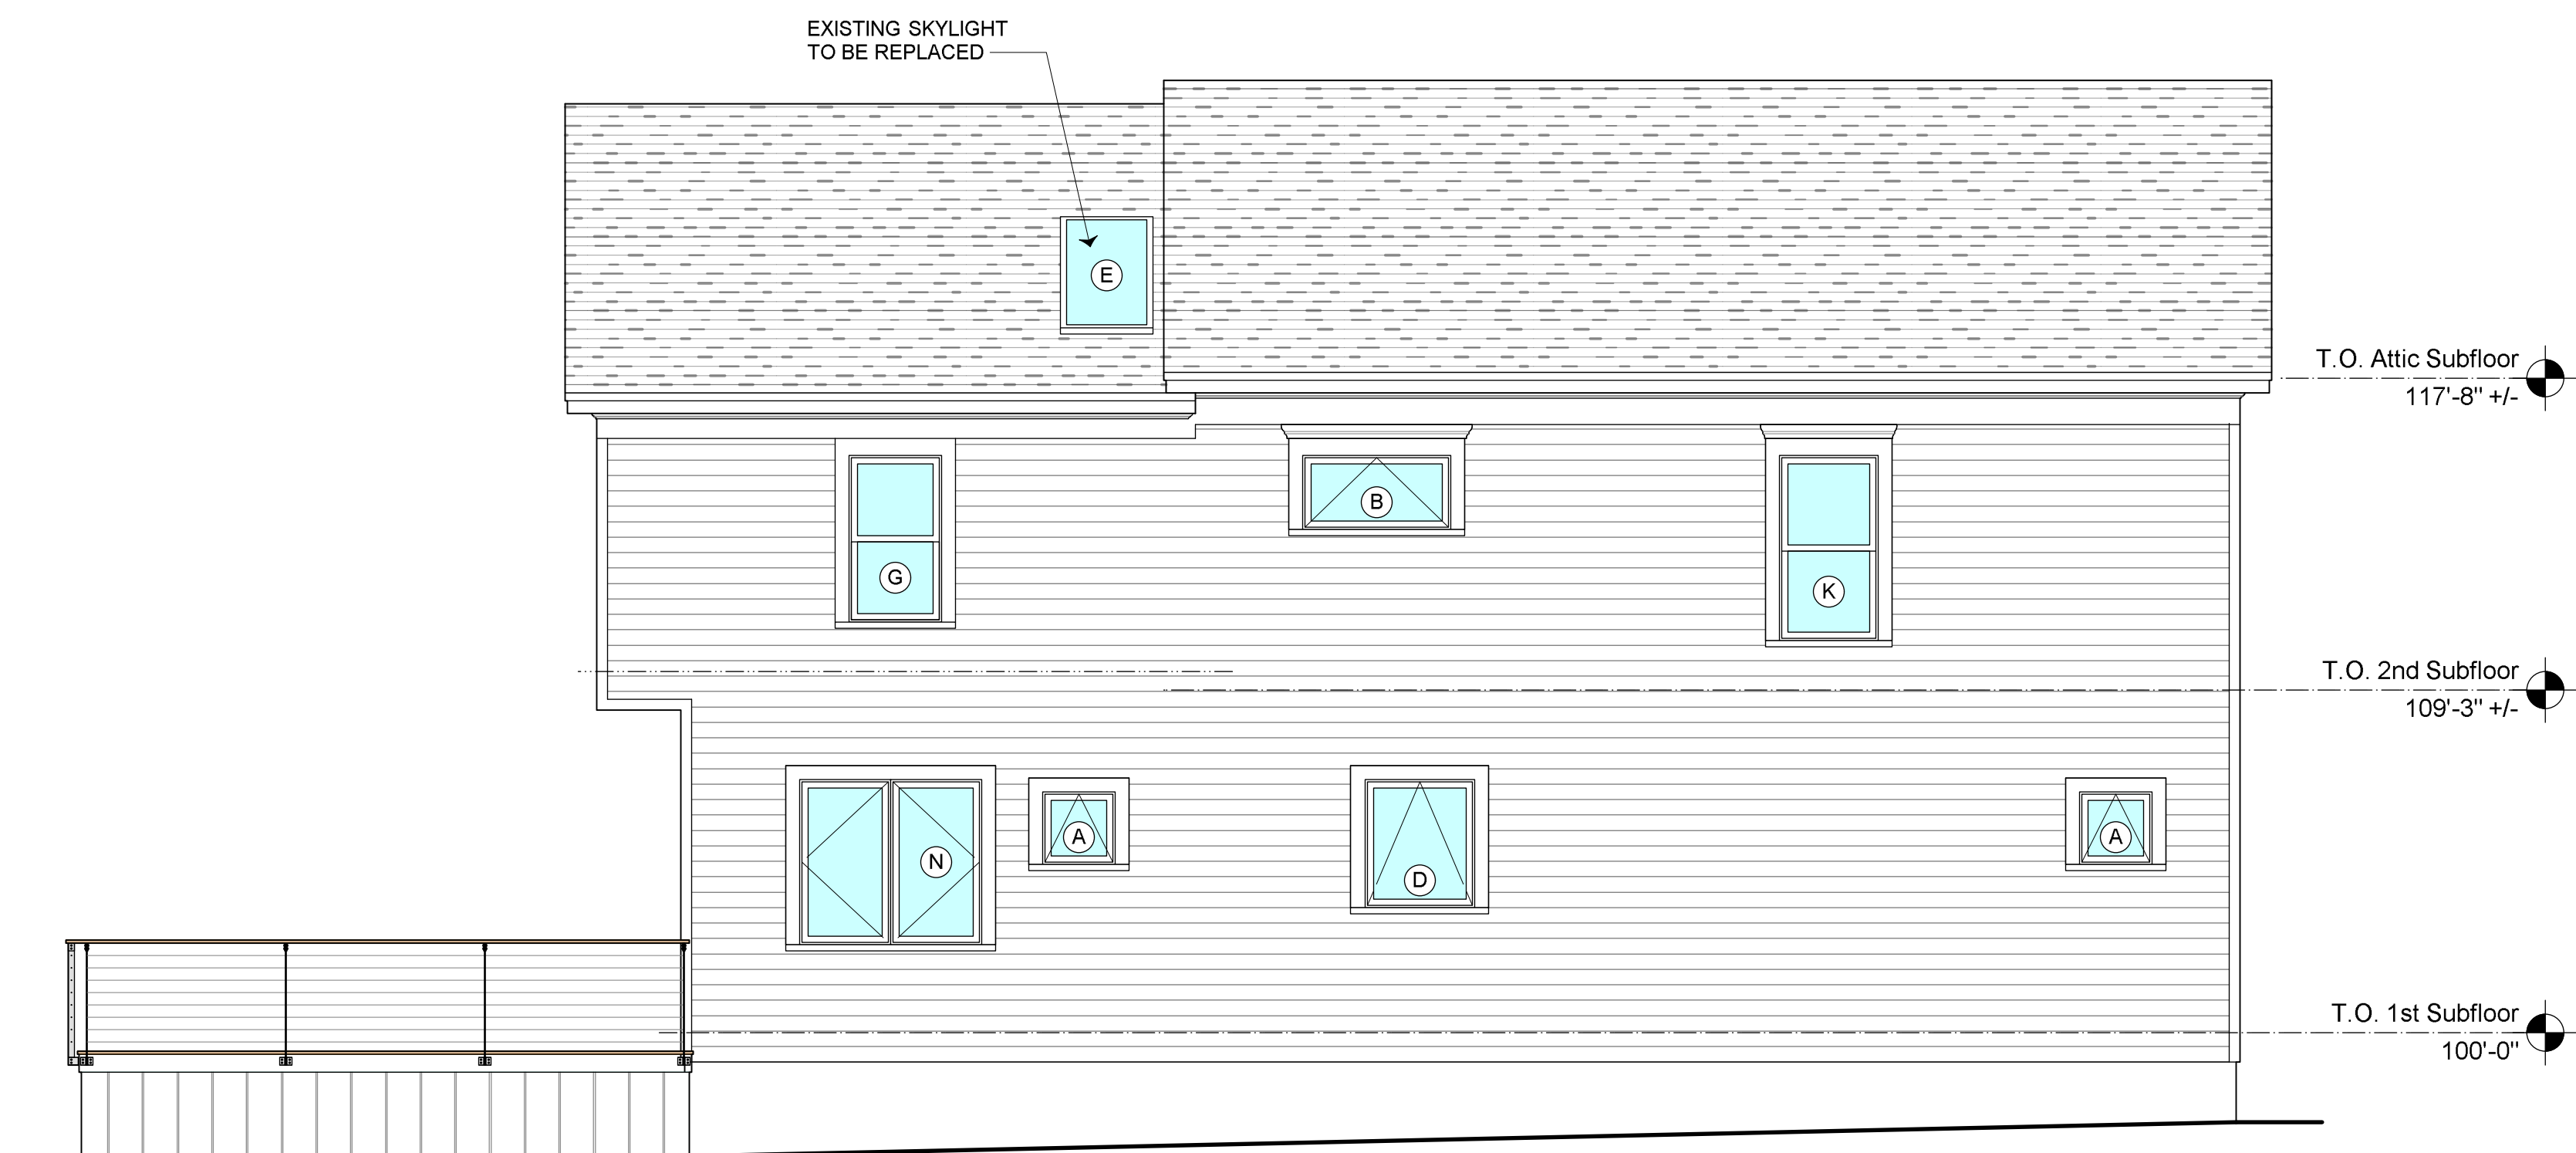 EXISTING SKYLIGHT
TO BE REPLACED
E
T.O. Attic Subfloor
117'-8" +/-
B
G
K
T.O. 2nd Subfloor
109'-3" +/-
A
A
N
D
T.O. 1st Subfloor
100'-0"